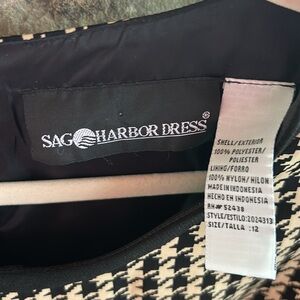 SAG HARBOR DRESS®
SHELL/EXTERIOR
100% POLYESTER/
POLIESTER
LINING/FORRO
100% NYLON/NILON
MADE IN INDONESIA
HECHO EN INDONESIA
RN# 52438
STYLE/ESTILO:2024313
SIZE/TALLA :12